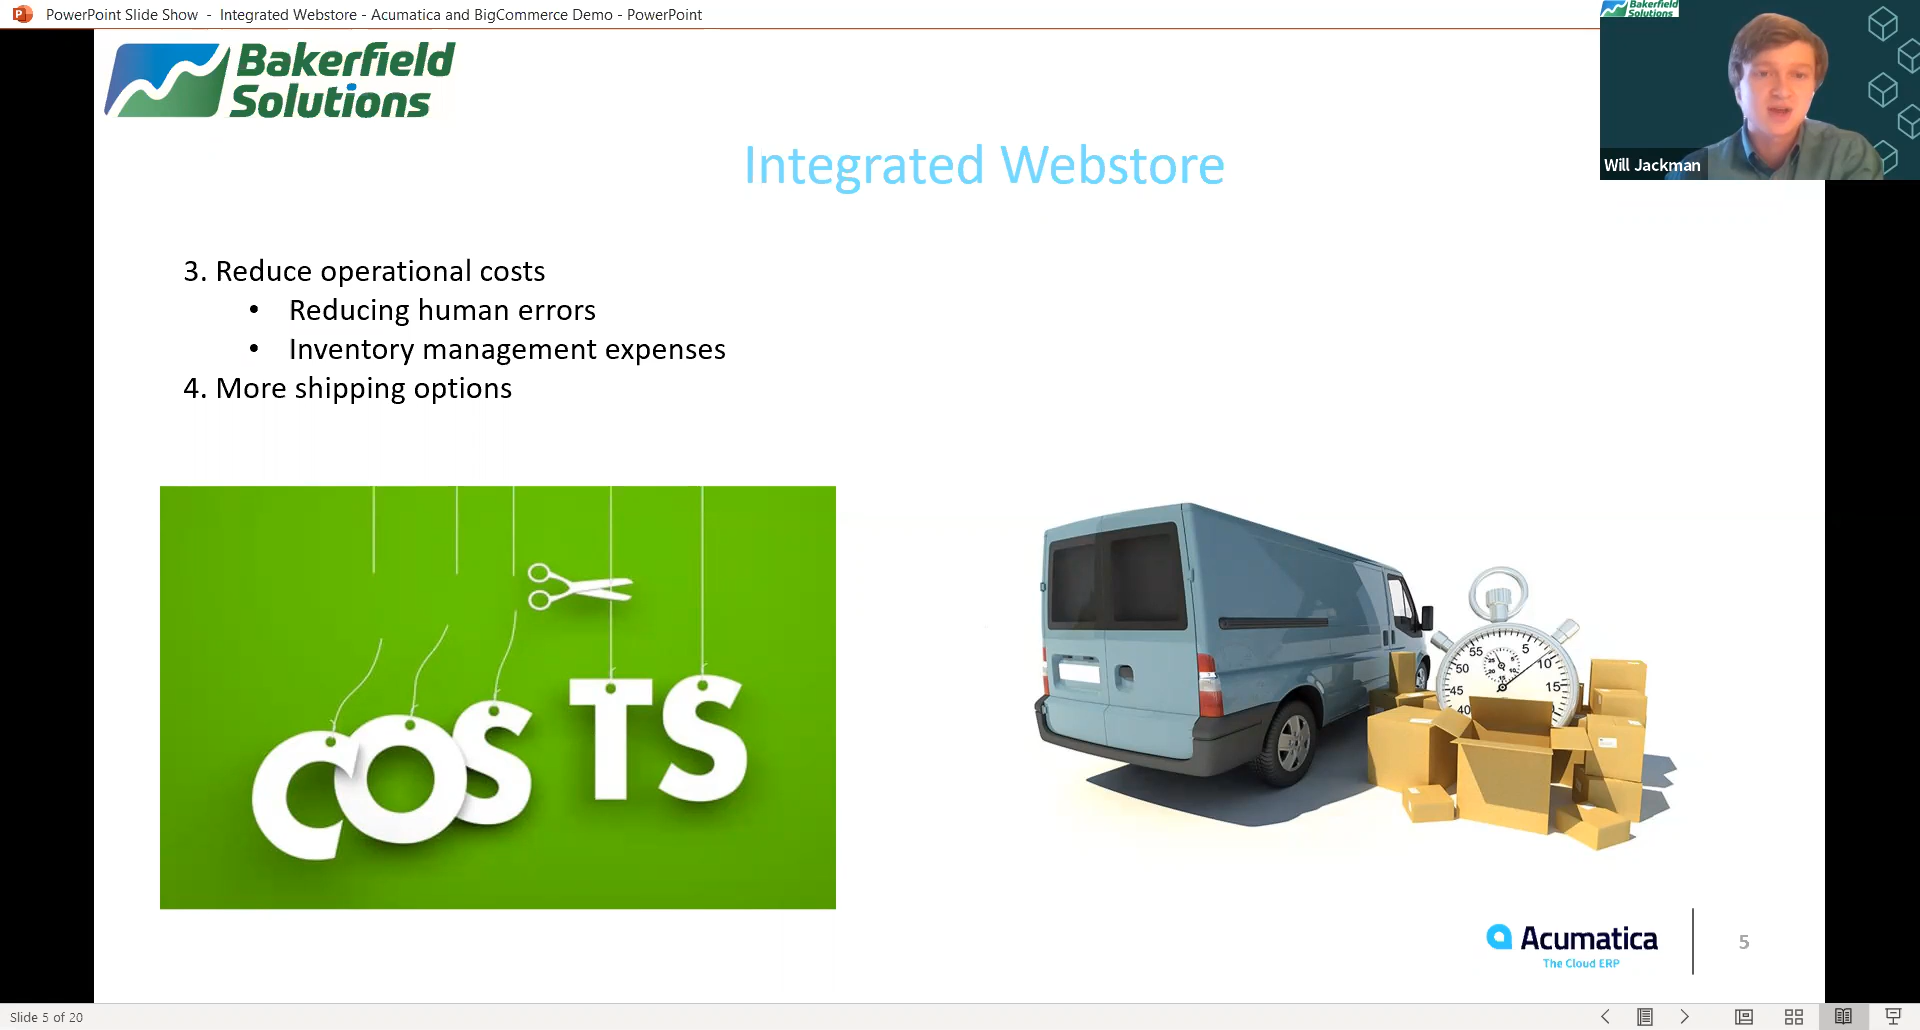 PowerPoint Slide Show - Integrated Webstore - Acumatica and BigCommerce Demo - PowerPoint
Bakerfield
Solutions
Bakerfield
Solutions
Will Jackman
Integrated Webstore
3. Reduce operational costs
• Reducing human errors
• Inventory management expenses
4. More shipping options
COSTS
55
5
50
10
45
15
40
Acumatica
The Cloud ERP
5
Slide 5 of 20